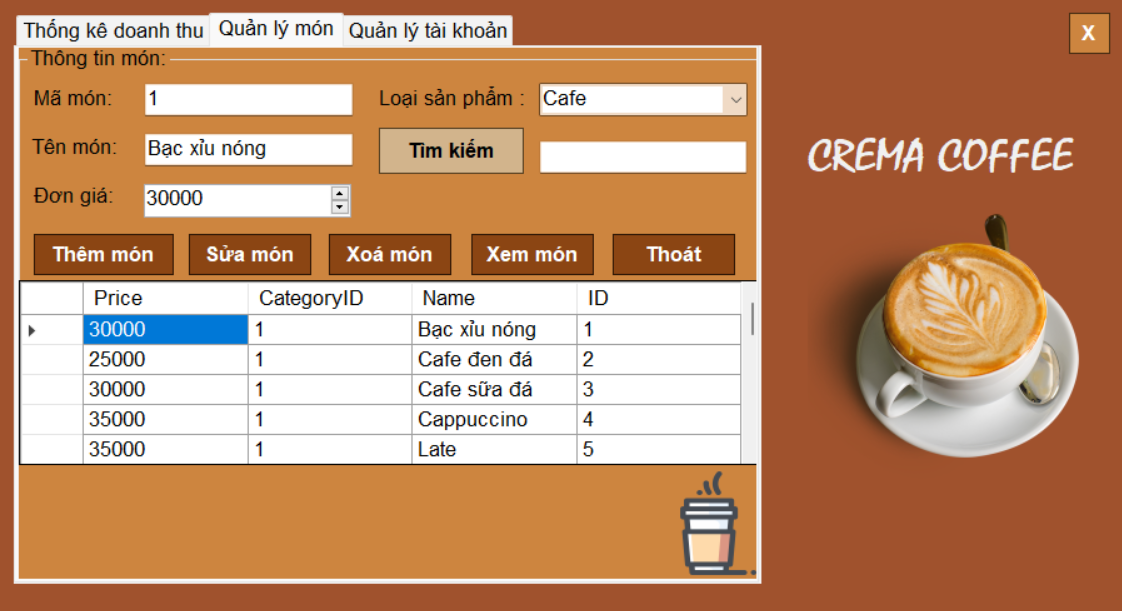 Thống kê doanh thu Quản lý món Quản lý tài khoản
X
Thông tin món:
Mã món: 1 Loại sản phẩm : Cafe
Tên món: Bạc xỉu nóng Tìm kiếm
Đơn giá: 30000
CREMA COFFEE
Thêm món Sửa món Xoá món Xem món Thoát
Price CategoryID Name ID
30000 1 Bạc xỉu nóng 1
25000 1 Cafe đen đá 2
30000 1 Cafe sữa đá 3
35000 1 Cappuccino 4
35000 1 Late 5